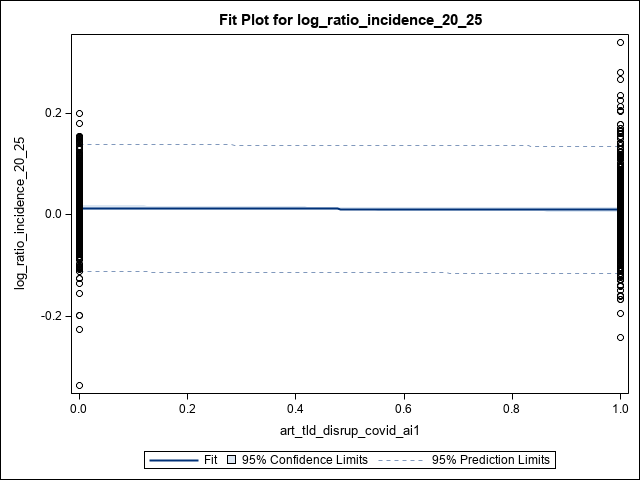 Fit Plot for log_ratio_incidence_20_25
log_ratio_incidence_20_25
0.2
0.0
-0.2
0.0 0.2 0.4 0.6 0.8 1.0
art_tld_disrup_covid_ai1
Fit 95% Confidence Limits 95% Prediction Limits